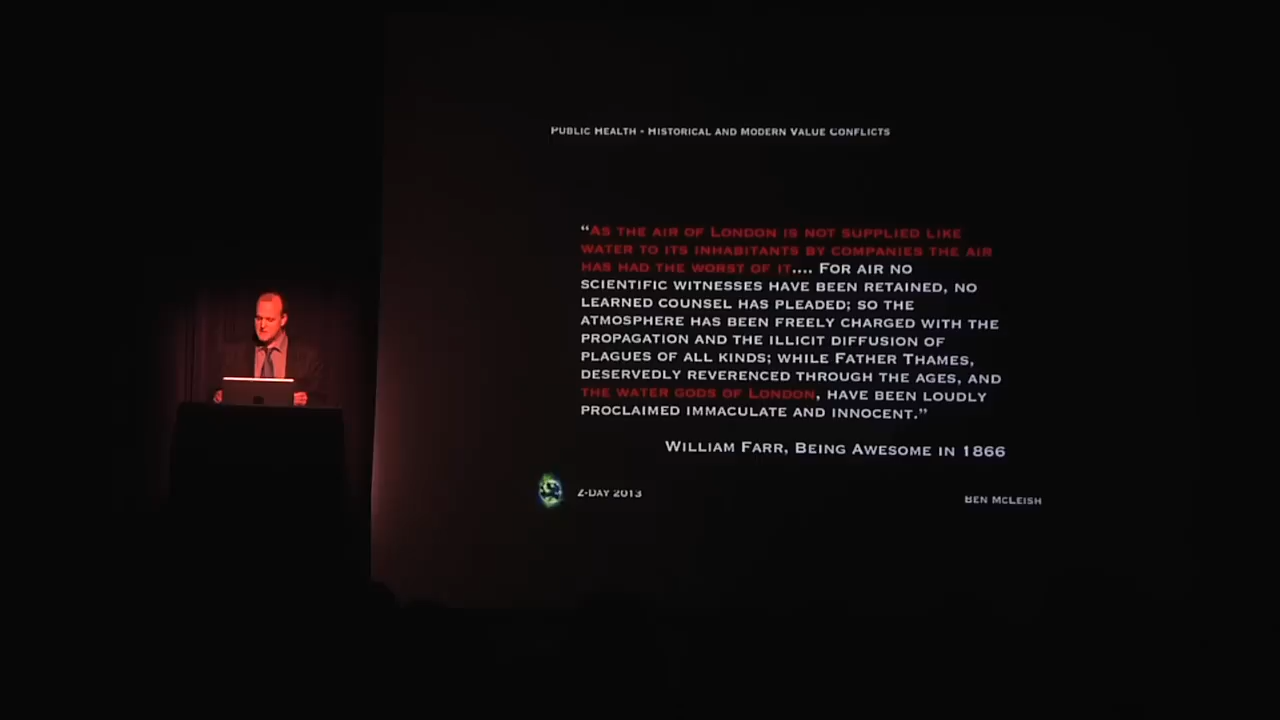 Public Health - Historical and Modern Value Conflicts
“As the air of London is not supplied like
water to its inhabitants by companies the air
has had the worst of it.... For air no
scientific witnesses have been retained, no
learned counsel has pleaded; so the
atmosphere has been freely charged with the
propagation and the illicit diffusion of
plagues of all kinds; while Father Thames,
deservedly reverenced through the ages, and
the water gods of London, have been loudly
proclaimed immaculate and innocent.”
William Farr, Being Awesome in 1866
Z-Day 2013
Ben McLeish